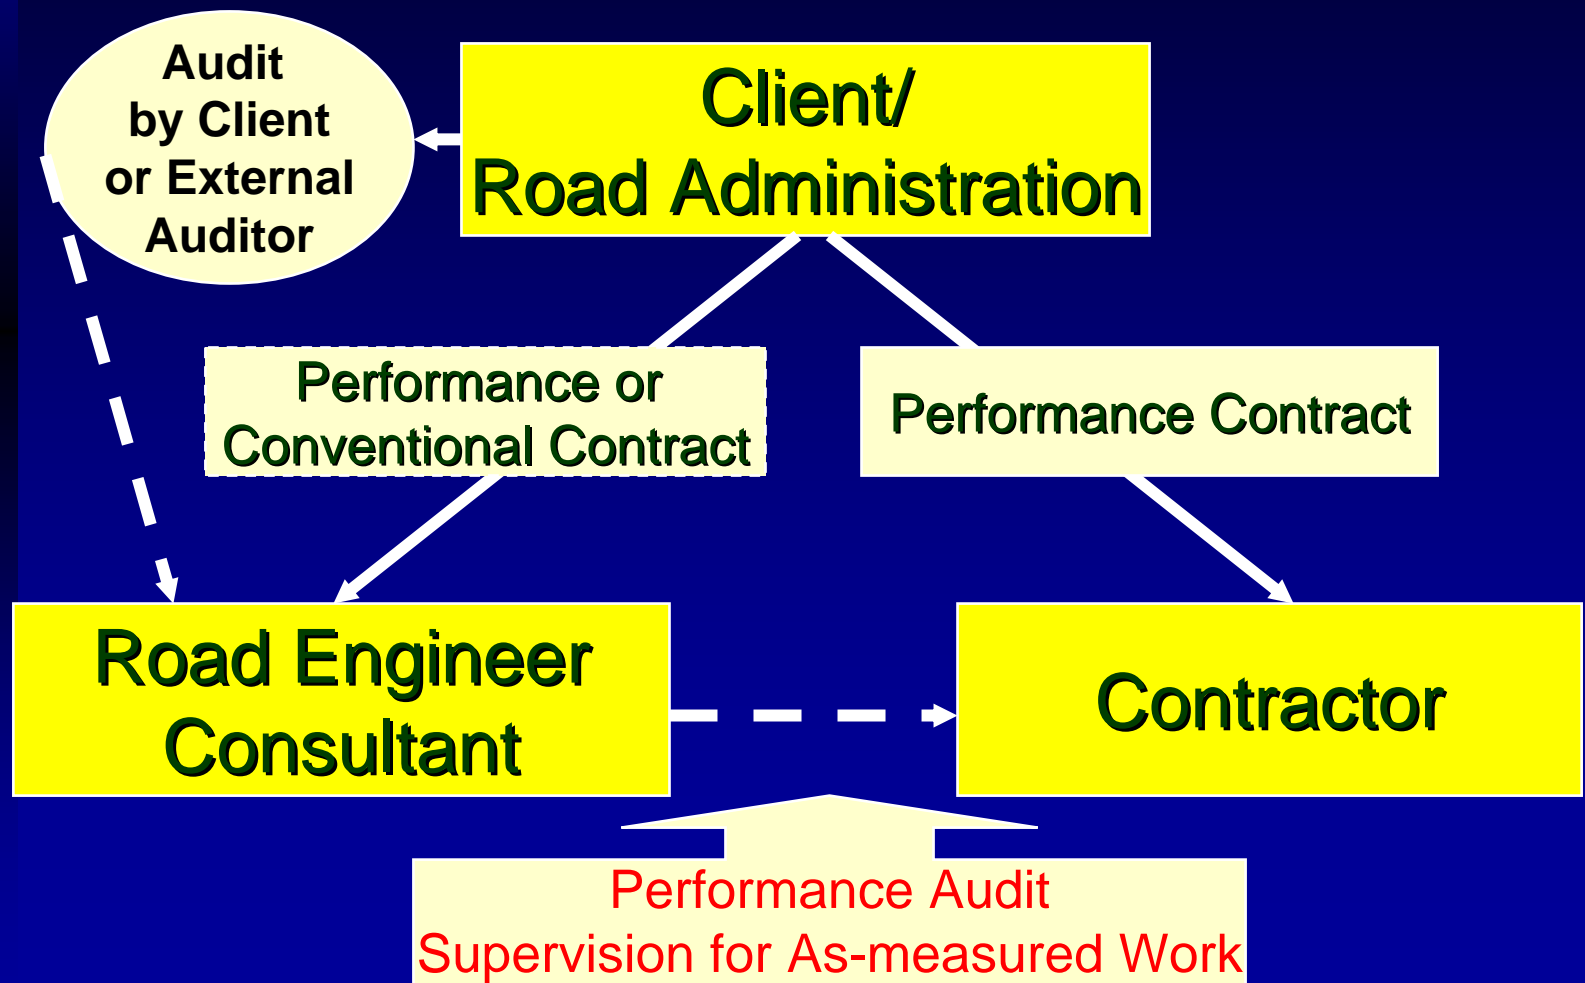 Audit
by Client
or External
Auditor
Client/
Road Administration
Performance or
Conventional Contract
Performance Contract
Road Engineer
Consultant
Contractor
Performance Audit
Supervision for As-measured Work